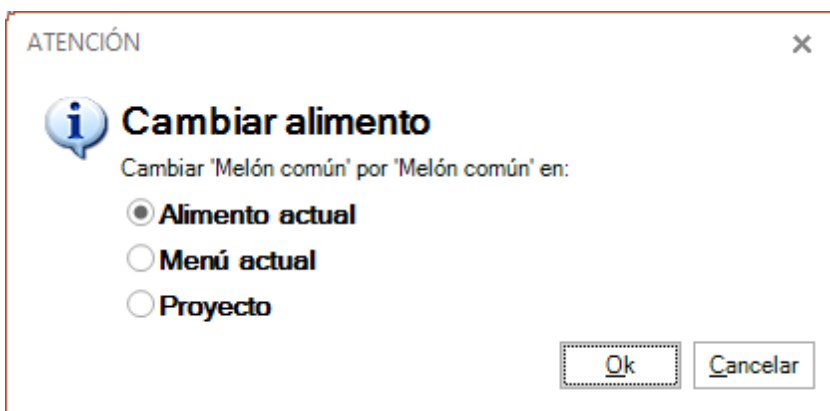 ATENCIÓN
Cambiar alimento
Cambiar 'Melón común' por 'Melón común' en:
Alimento actual
Menú actual
Proyecto
Ok Cancelar